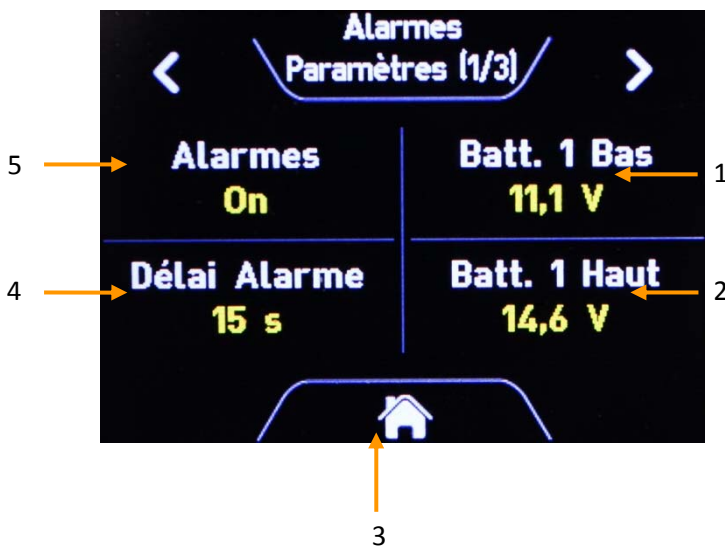 Alarmes
Paramètres (1/3)
5
Alarmes
On
Batt. 1 Bas
11,1 V
1
4
Délai Alarme
15 s
Batt. 1 Haut
14,6 V
2
3